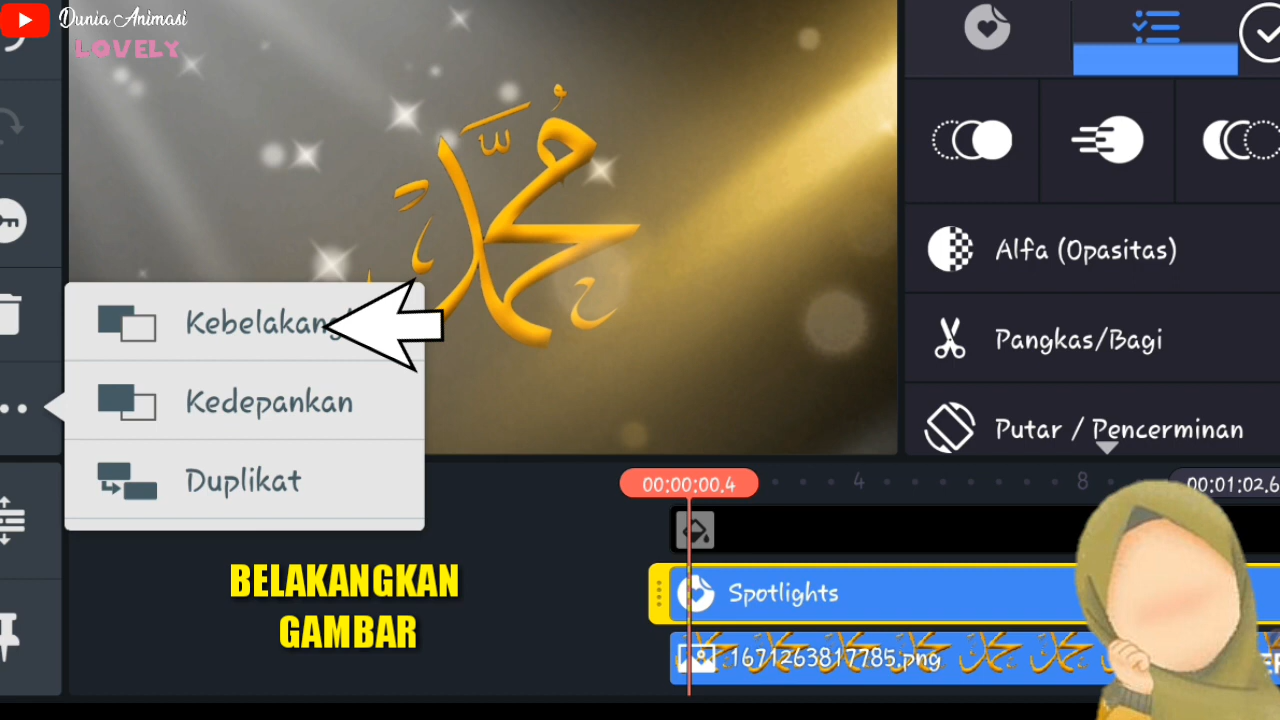 Dunia Animasi
LOVELY
مُحَمَّد
Kebelakang
Kedepankan
Duplikat
Alfa (Opasitas)
Pangkas/Bagi
Putar / Pencerminan
00:00:00.4
4
8
00:01:02.6
BELAKANGKAN
GAMBAR
Spotlights
1671263817785.png